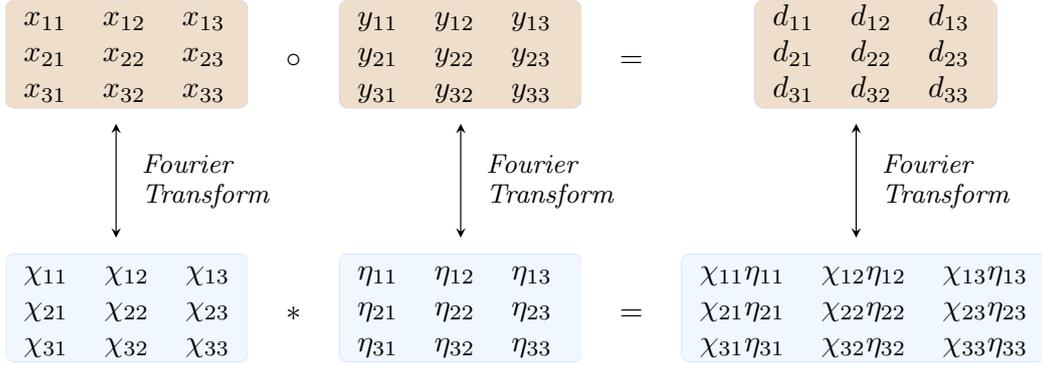 x₁₁ x₁₂ x₁₃ y₁₁ y₁₂ y₁₃ d₁₁ d₁₂ d₁₃
x₂₁ x₂₂ x₂₃ ∘ y₂₁ y₂₂ y₂₃ = d₂₁ d₂₂ d₂₃
x₃₁ x₃₂ x₃₃ y₃₁ y₃₂ y₃₃ d₃₁ d₃₂ d₃₃
Fourier Fourier Fourier
Transform Transform Transform
χ₁₁ χ₁₂ χ₁₃ η₁₁ η₁₂ η₁₃ χ₁₁η₁₁ χ₁₂η₁₂ χ₁₃η₁₃
χ₂₁ χ₂₂ χ₂₃ * η₂₁ η₂₂ η₂₃ = χ₂₁η₂₁ χ₂₂η₂₂ χ₂₃η₂₃
χ₃₁ χ₃₂ χ₃₃ η₃₁ η₃₂ η₃₃ χ₃₁η₃₁ χ₃₂η₃₂ χ₃₃η₃₃